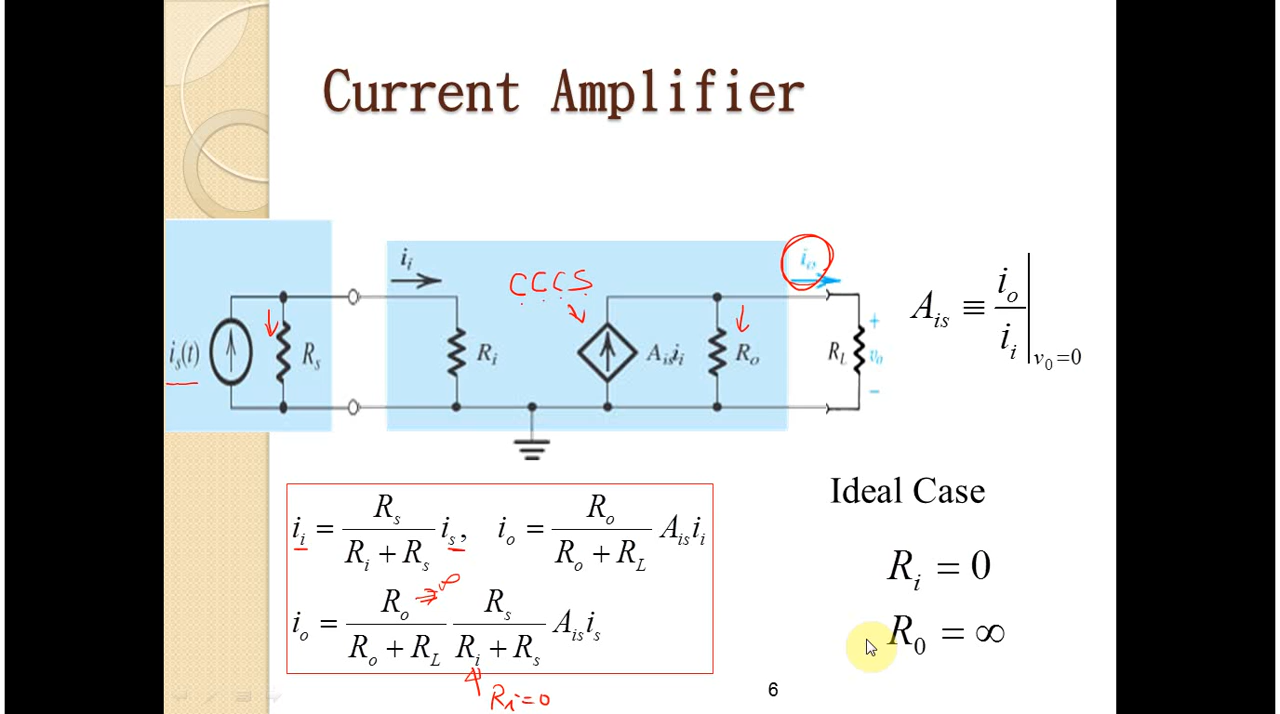 Current Amplifier
i_i
CCCS
i_o
i_s(t)
R_s
R_i
A_is i_i
R_o
R_L
+
v_o
−
A_is ≡ i_o / i_i |_{v_0=0}
i_i = R_s / (R_i + R_s) i_s, i_o = R_o / (R_o + R_L) A_is i_i
i_o = R_o / (R_o + R_L) R_s / (R_i + R_s) A_is i_s
→∞
R_i=0
Ideal Case
R_i = 0
R_0 = ∞
6